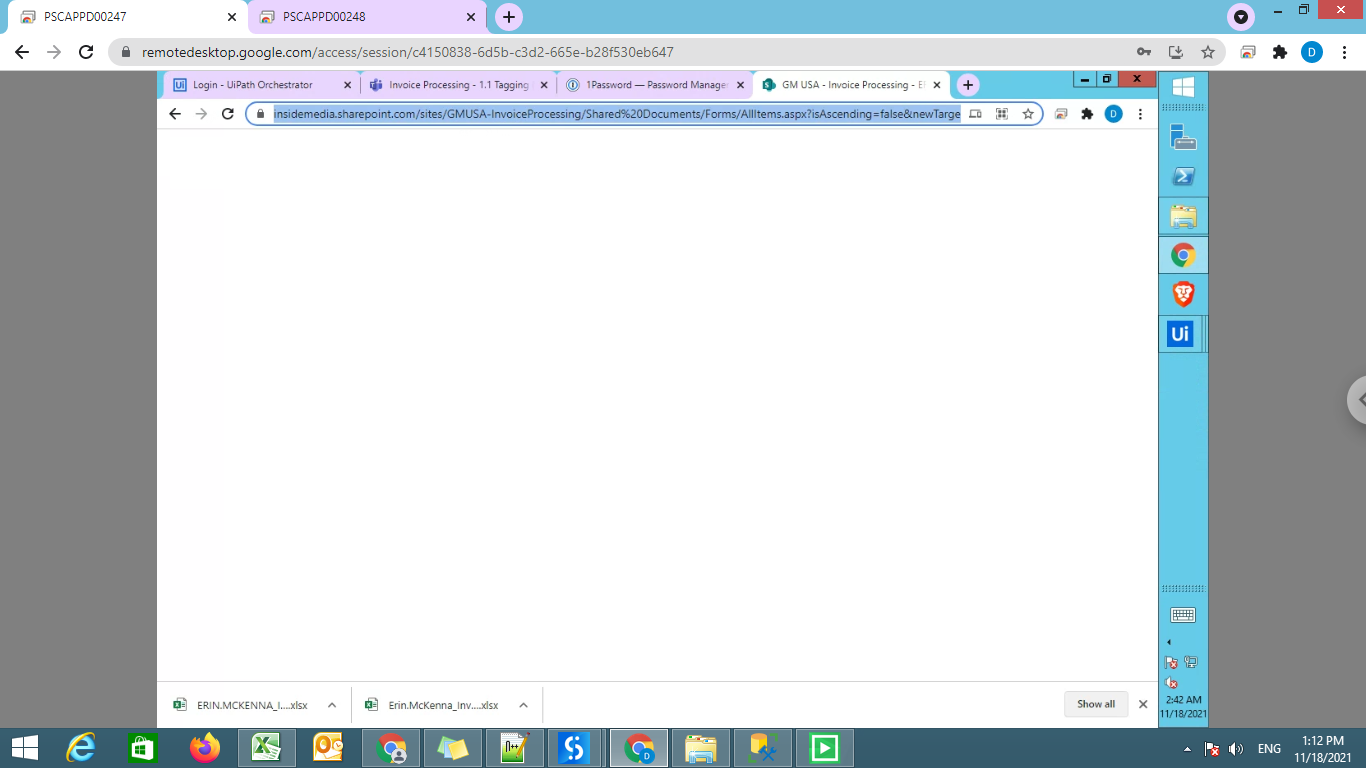 PSCAPPD00247
PSCAPPD00248
remotedesktop.google.com/access/session/c4150838-6d5b-c3d2-665e-b28f530eb647
D
Login - UiPath Orchestrator
Invoice Processing - 1.1 Tagging
1Password — Password Manage
GM USA - Invoice Processing - El
insidemedia.sharepoint.com/sites/GMUSA-InvoiceProcessing/Shared%20Documents/Forms/AllItems.aspx?isAscending=false&newTarge
D
Ui
ERIN.MCKENNA_I....xlsx
Erin.McKenna_Inv....xlsx
Show all
2:42 AM
11/18/2021
ENG
1:12 PM
11/18/2021